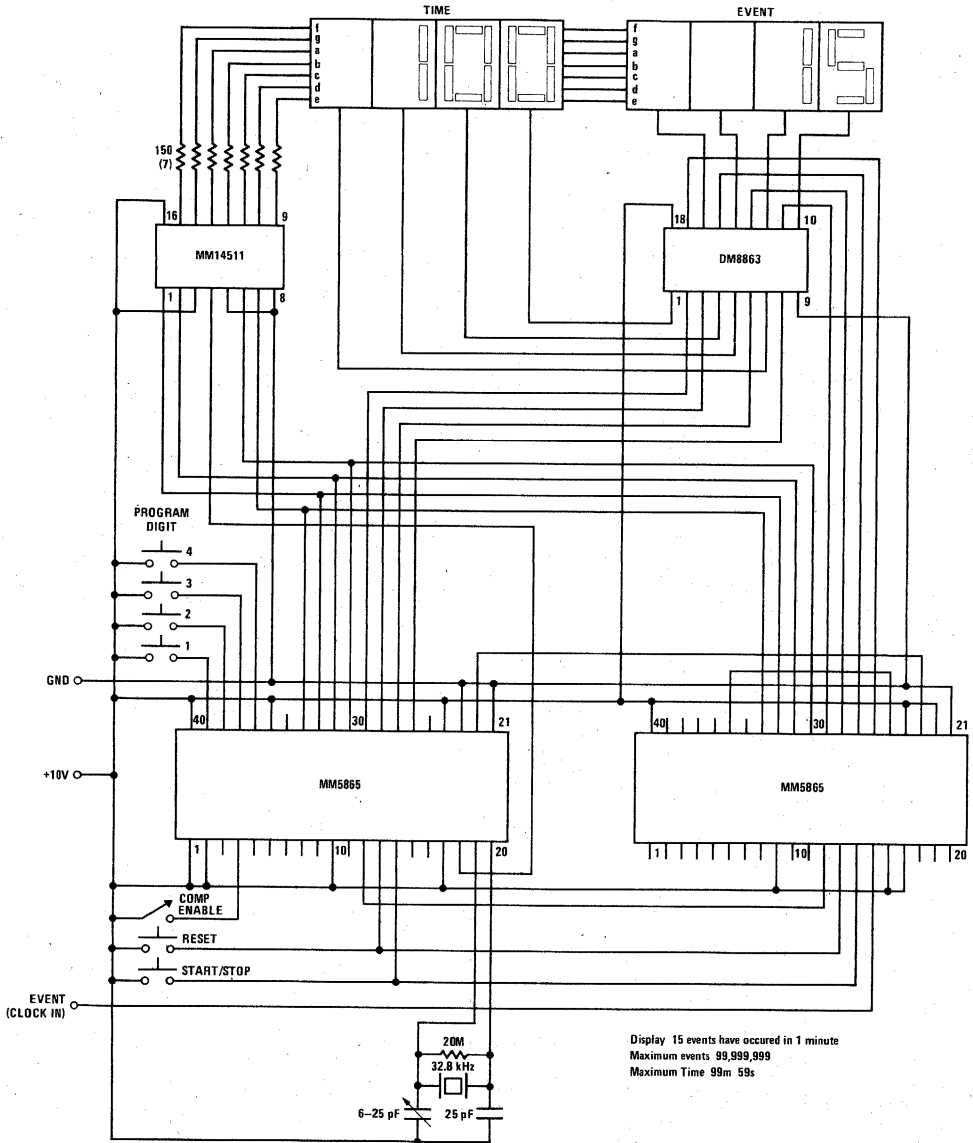 TIME
EVENT
f
g
a
b
c
d
e
f
g
a
b
c
d
e
150
(7)
16
9
MM14511
1
8
18
10
DM8863
1
9
PROGRAM
DIGIT
4
3
2
1
GND
40
30
21
40
30
21
+10V
MM5865
MM5865
1
10
20
1
10
20
COMP
ENABLE
RESET
START/STOP
EVENT
(CLOCK IN)
20M
32.8 kHz
6–25 pF
25 pF
Display 15 events have occured in 1 minute
Maximum events 99,999,999
Maximum Time 99m 59s